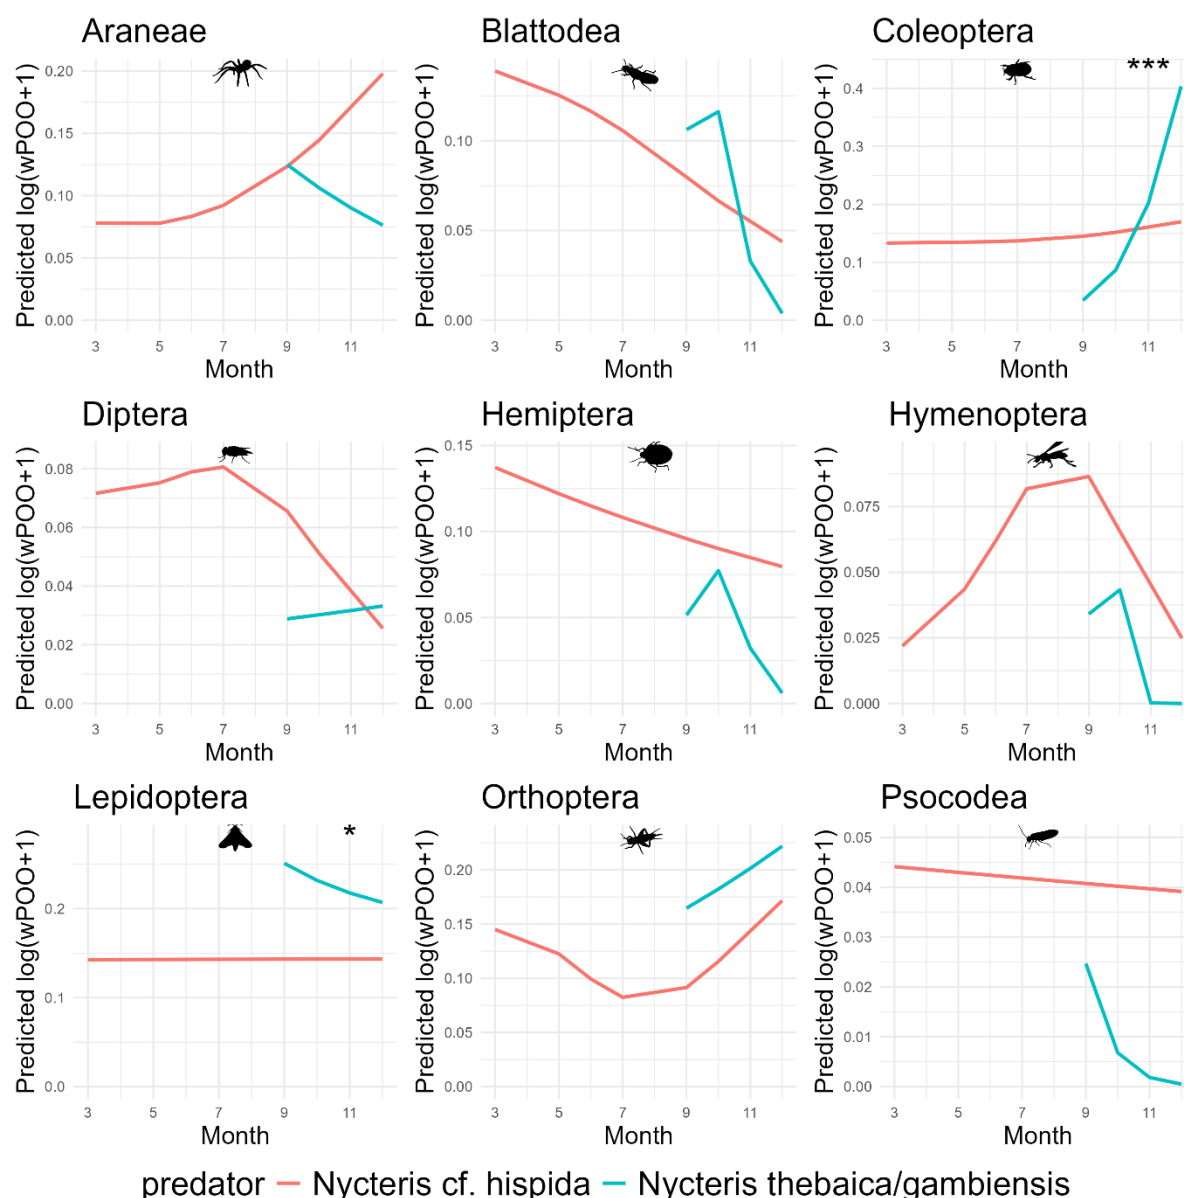 Araneae
Predicted log(wPOO+1)
0.20
0.15
0.10
0.05
0.00
3 5 7 9 11
Month
Blattodea
Predicted log(wPOO+1)
0.10
0.05
0.00
3 5 7 9 11
Month
Coleoptera
***
Predicted log(wPOO+1)
0.4
0.3
0.2
0.1
0.0
3 5 7 9 11
Month
Diptera
Predicted log(wPOO+1)
0.08
0.06
0.04
0.02
0.00
3 5 7 9 11
Month
Hemiptera
Predicted log(wPOO+1)
0.15
0.10
0.05
0.00
3 5 7 9 11
Month
Hymenoptera
Predicted log(wPOO+1)
0.075
0.050
0.025
0.000
3 5 7 9 11
Month
Lepidoptera
*
Predicted log(wPOO+1)
0.2
0.1
0.0
3 5 7 9 11
Month
Orthoptera
Predicted log(wPOO+1)
0.20
0.15
0.10
0.05
0.00
3 5 7 9 11
Month
Psocodea
Predicted log(wPOO+1)
0.05
0.04
0.03
0.02
0.01
0.00
3 5 7 9 11
Month
predator Nycteris cf. hispida Nycteris thebaica/gambiensis